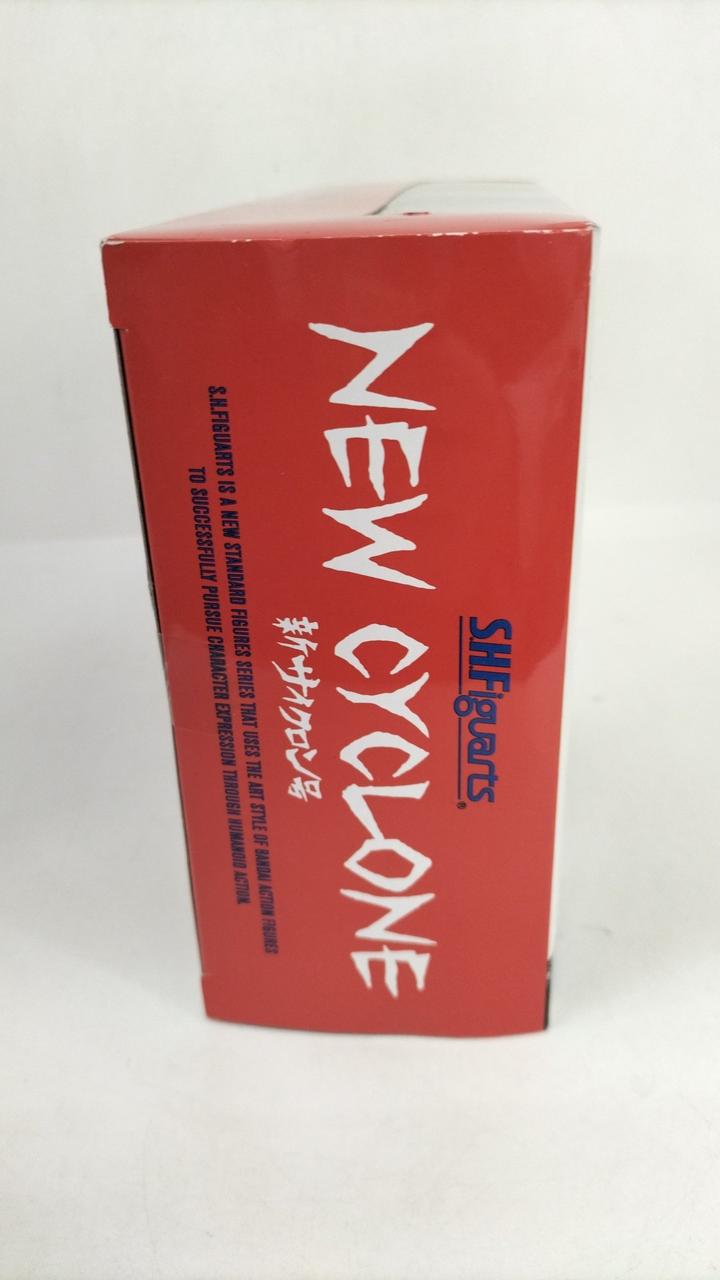 S.H.Figuarts®
NEW CYCLONE
新サイクロン号
S.H.FIGUARTS IS A NEW STANDARD FIGURES SERIES THAT USES THE ART STYLE OF BANDAI ACTION FIGURES
TO SUCCESSFULLY PURSUE CHARACTER EXPRESSION THROUGH HUMANOID ACTION.